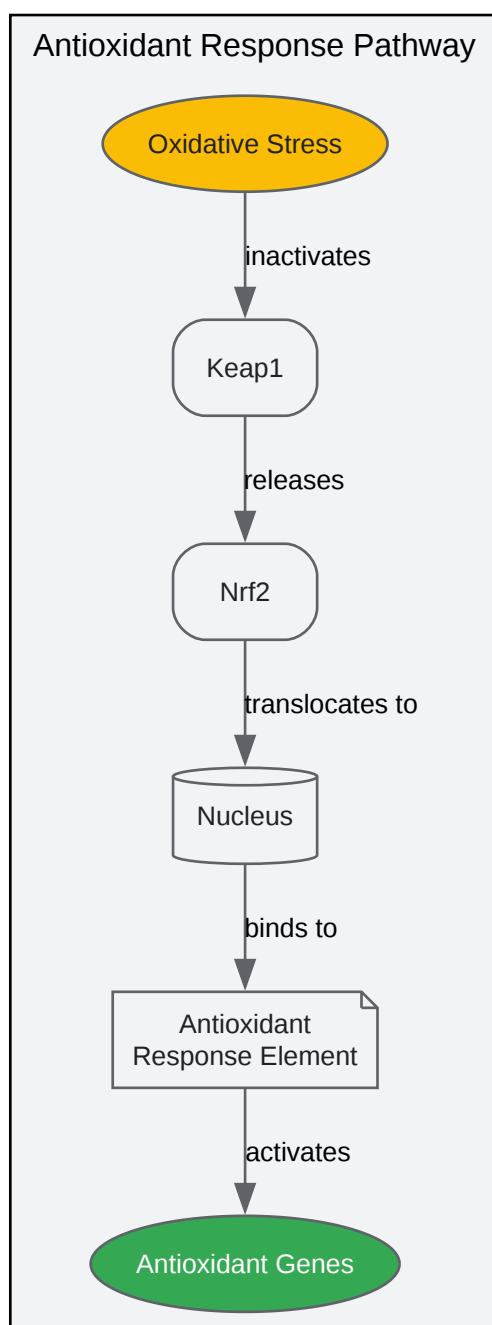 Antioxidant Response Pathway
Oxidative Stress
inactivates
Keap1
releases
Nrf2
translocates to
Nucleus
binds to
Antioxidant
Response Element
activates
Antioxidant Genes